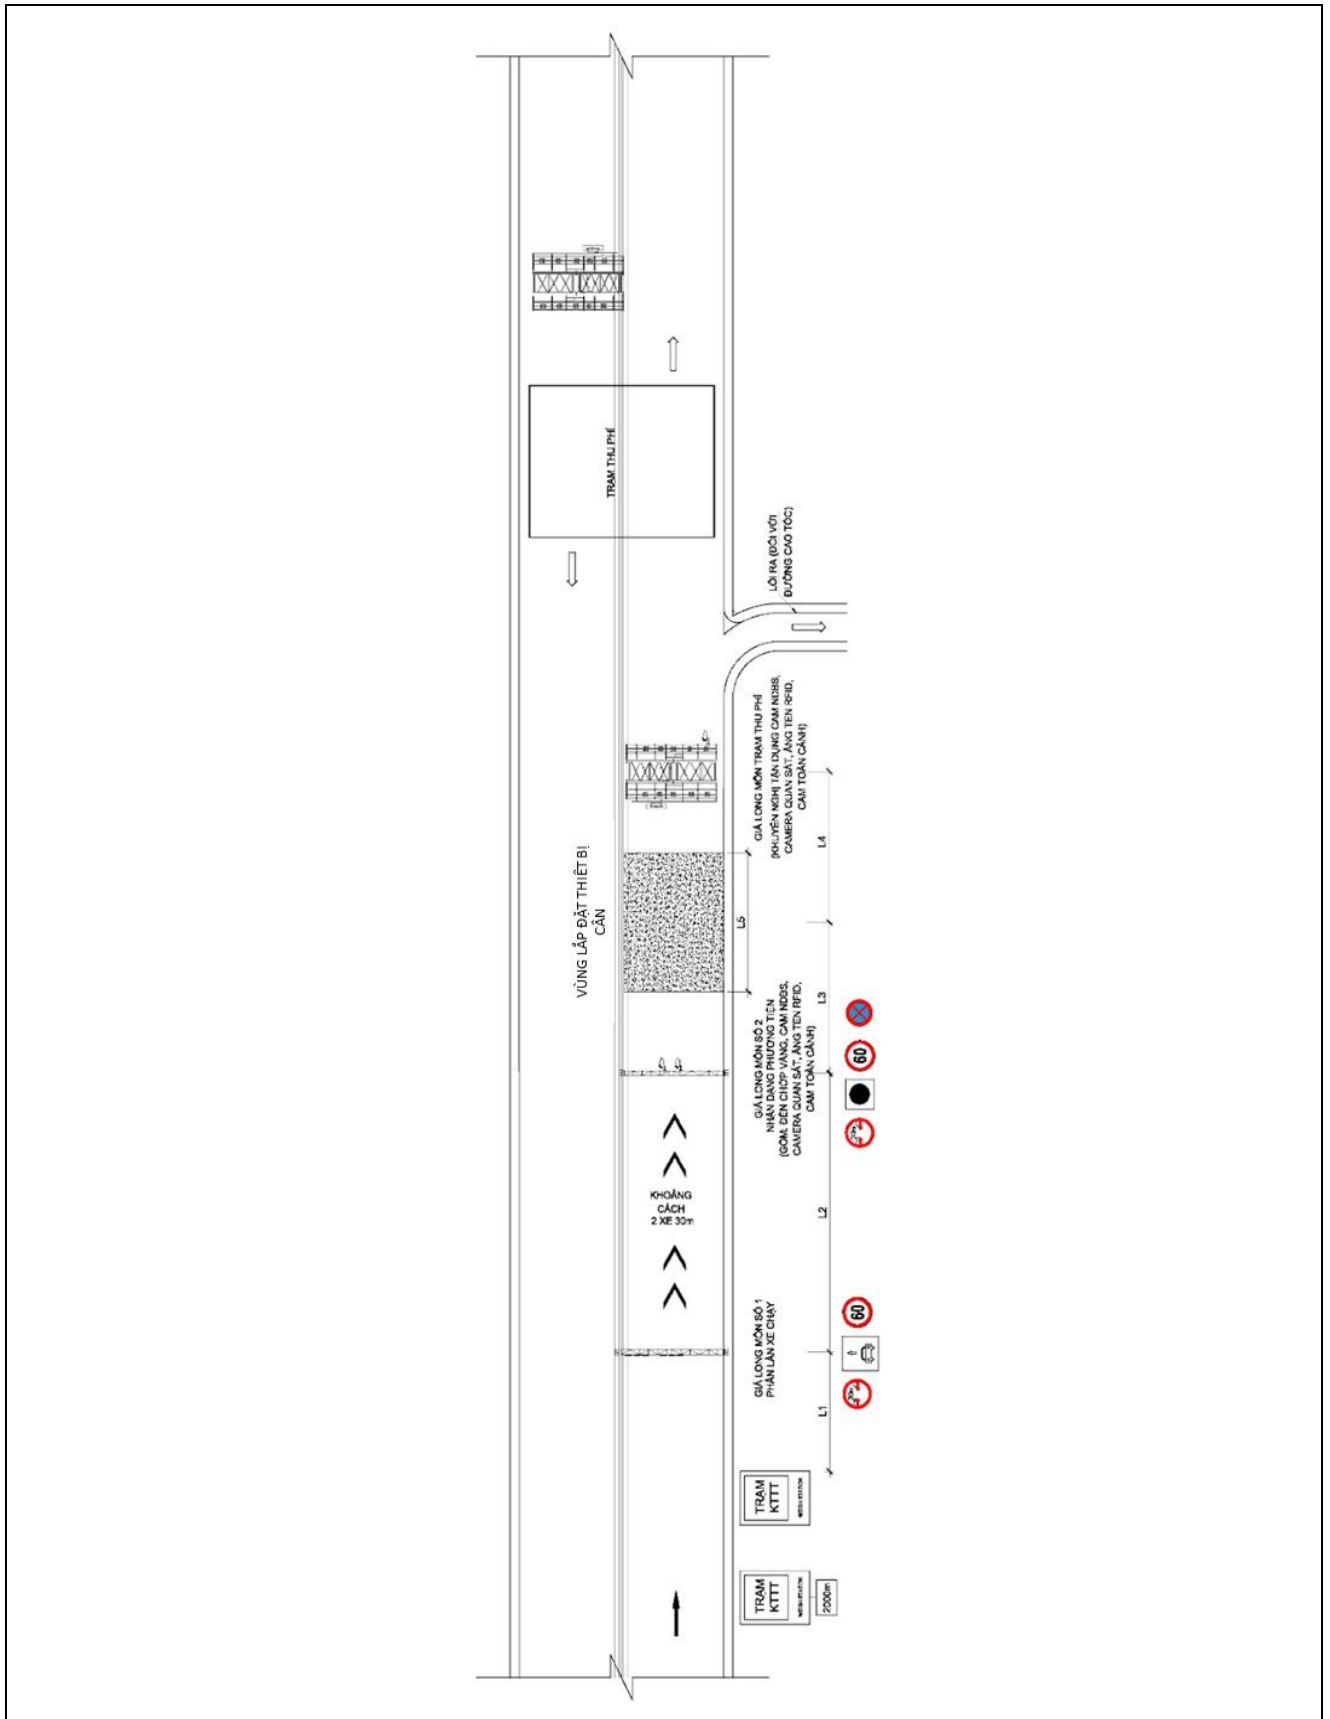 TRẠM THU PHÍ
LỐI RA (ĐỐI VỚI
ĐƯỜNG CAO TỐC)
GIÁ LONG MÔN TRẠM THU PHÍ
(KHUYẾN NGHỊ TẬN DỤNG CAM NDBS,
CAMERA QUAN SÁT, ĂNG TEN RFID,
CAM TOÀN CẢNH)
L4
VÙNG LẮP ĐẶT THIẾT BỊ
CÂN
L5
L3
GIÁ LONG MÔN SỐ 2
NHẬN DẠNG PHƯƠNG TIỆN
(GỒM: ĐÈN CHỚP VÀNG, CAM NDBS,
CAMERA QUAN SÁT, ĂNG TEN RFID,
CAM TOÀN CẢNH)
60
KHOẢNG
CÁCH
2 XE 30m
L2
GIÁ LONG MÔN SỐ 1
PHÂN LÀN XE CHẠY
60
L1
TRẠM
KTTT
WEIGH STATION
TRẠM
KTTT
WEIGH STATION
2000m